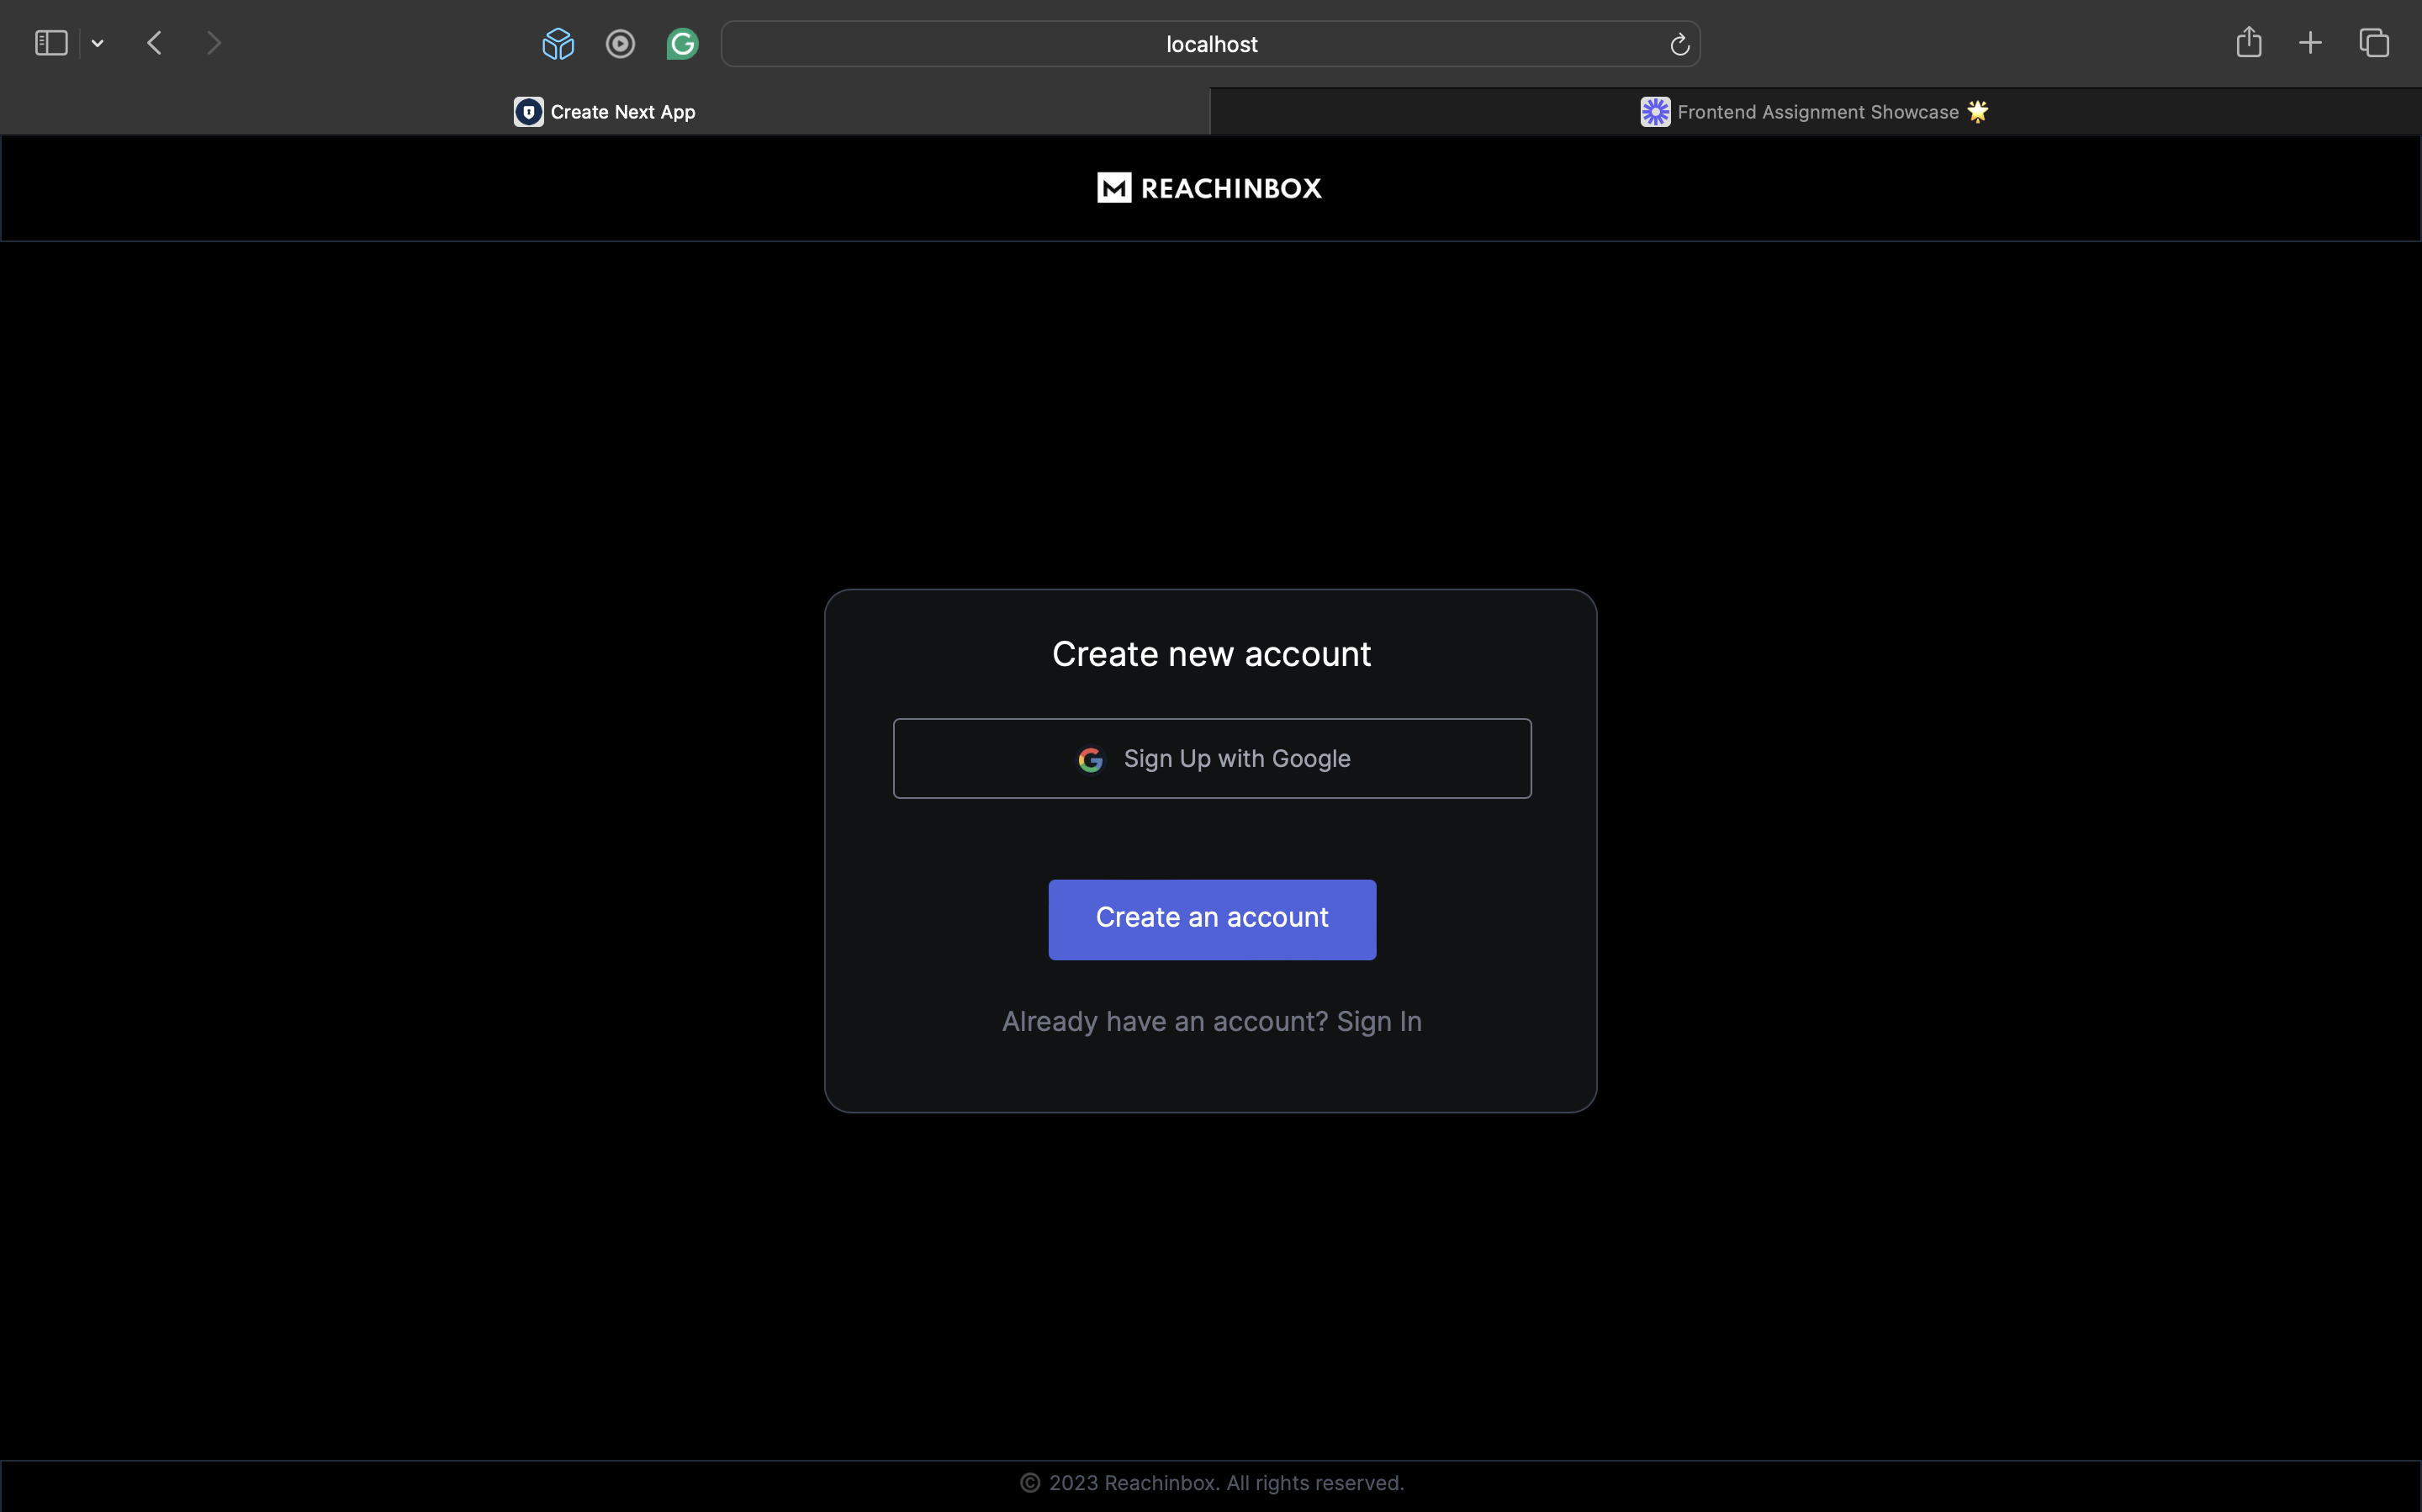 localhost
Create Next App
Frontend Assignment Showcase 🌟
REACHINBOX
Create new account
Sign Up with Google
Create an account
Already have an account? Sign In
© 2023 Reachinbox. All rights reserved.